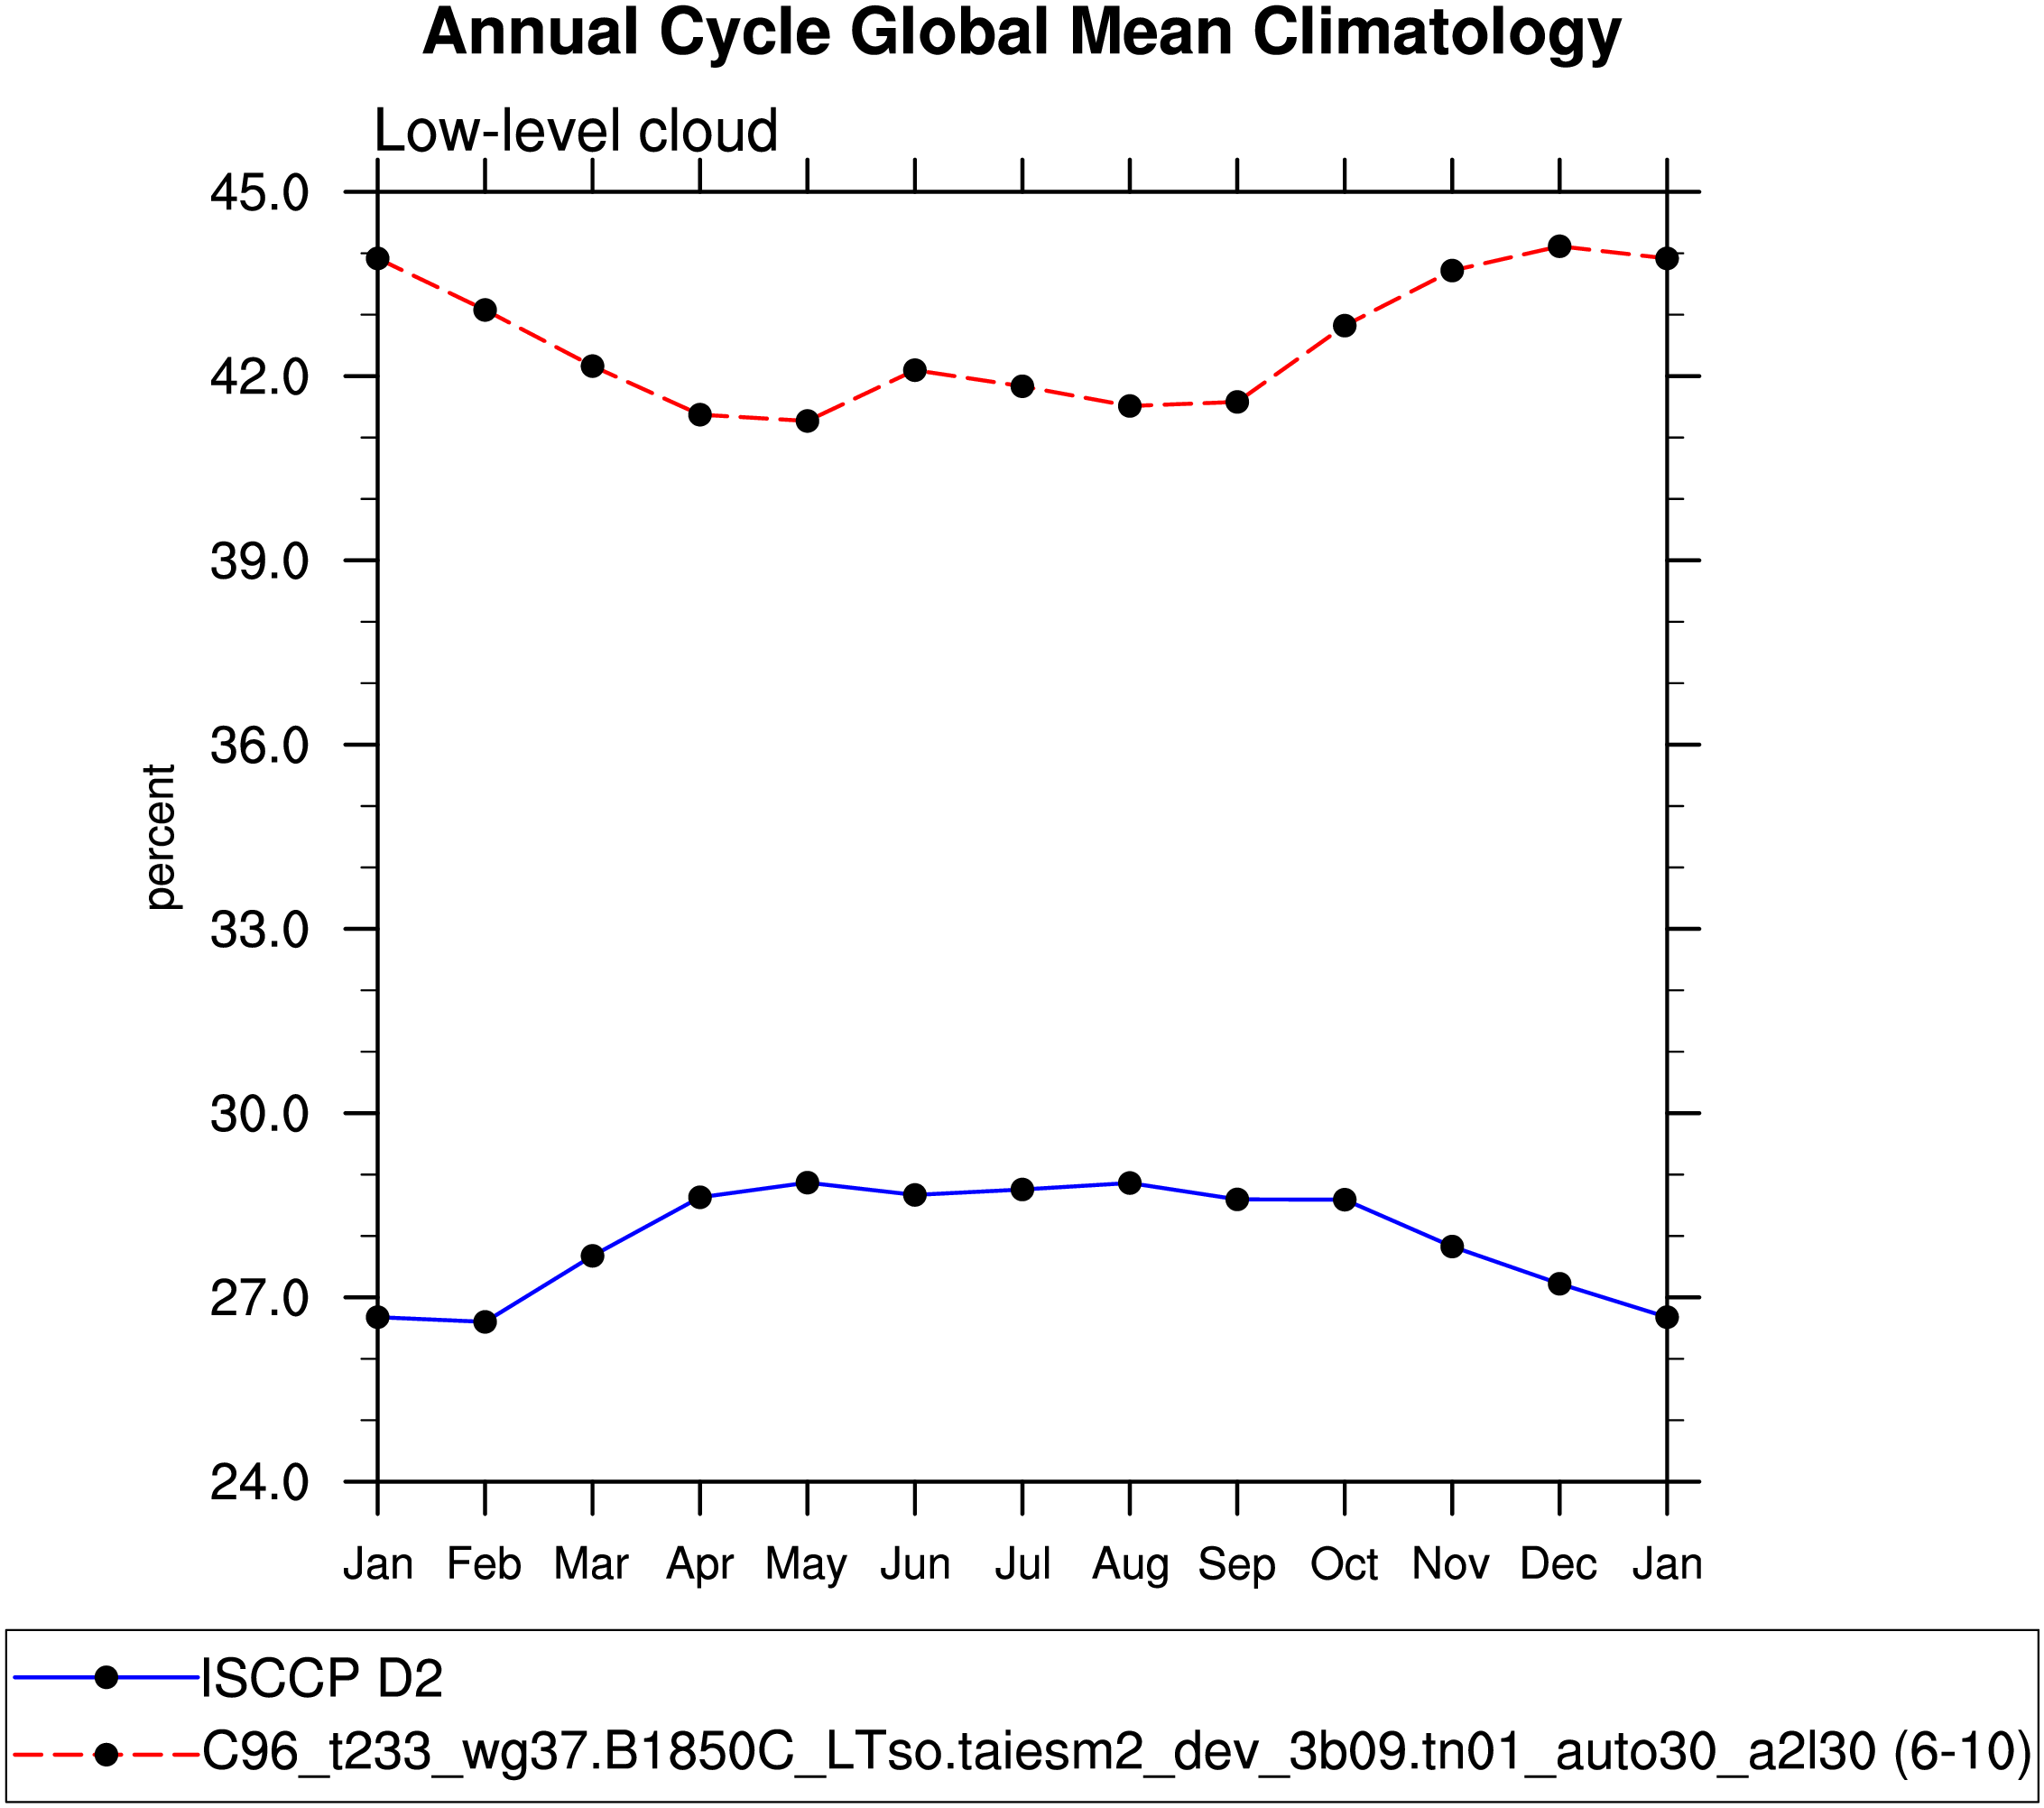 Annual Cycle Global Mean Climatology
Low-level cloud
45.0
42.0
39.0
36.0
33.0
30.0
27.0
24.0
percent
Jan Feb Mar Apr May Jun Jul Aug Sep Oct Nov Dec Jan
ISCCP D2
C96_t233_wg37.B1850C_LTso.taiesm2_dev_3b09.tn01_auto30_a2l30 (6-10)